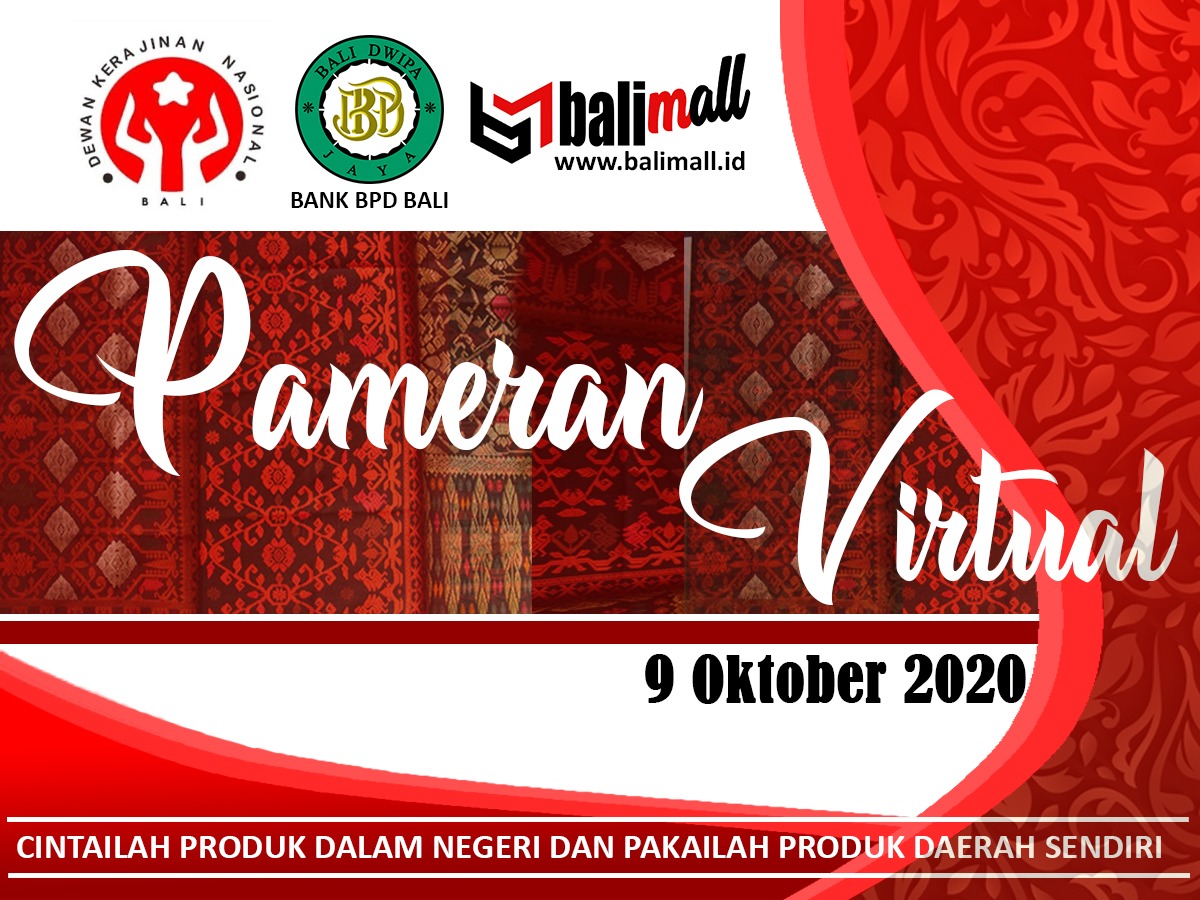 DEWAN KERAJINAN NASIONAL
BALI
BALI DWIPA
JAYA
BPD
BANK BPD BALI
balimall
www.balimall.id
Pameran
Virtual
9 Oktober 2020
CINTAILAH PRODUK DALAM NEGERI DAN PAKAILAH PRODUK DAERAH SENDIRI